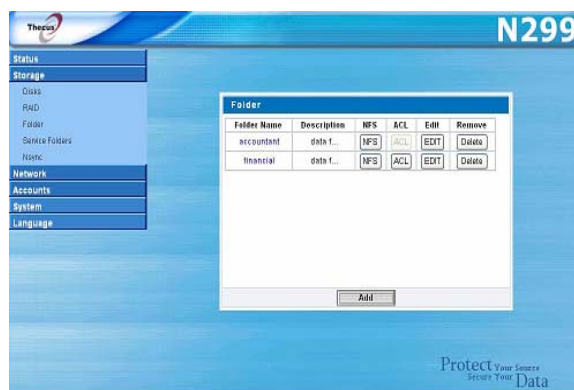 Thecus
N299
Status
Storage
Disks
RAID
Folder
Service Folders
Nsync
Network
Accounts
System
Language
Folder
Folder Name Description NFS ACL Edit Remove
accountant data f... NFS ACL EDIT Delete
financial data f... NFS ACL EDIT Delete
Add
Protect Your Source
Secure Your Data